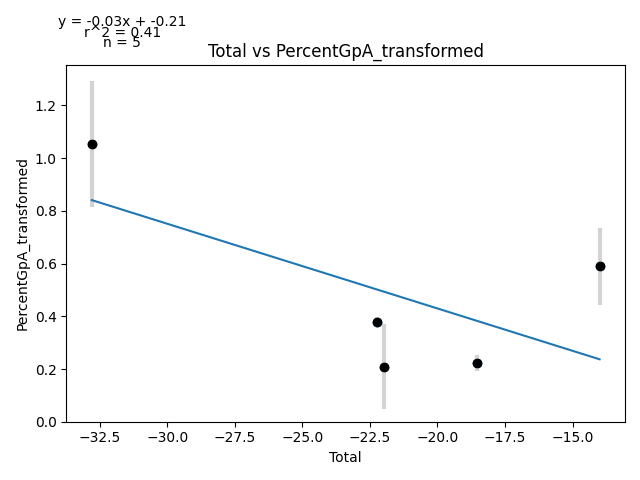 y = -0.03x + -0.21
r^2 = 0.41
n = 5
Total vs PercentGpA_transformed
PercentGpA_transformed
1.2
1.0
0.8
0.6
0.4
0.2
0.0
−32.5 −30.0 −27.5 −25.0 −22.5 −20.0 −17.5 −15.0
Total